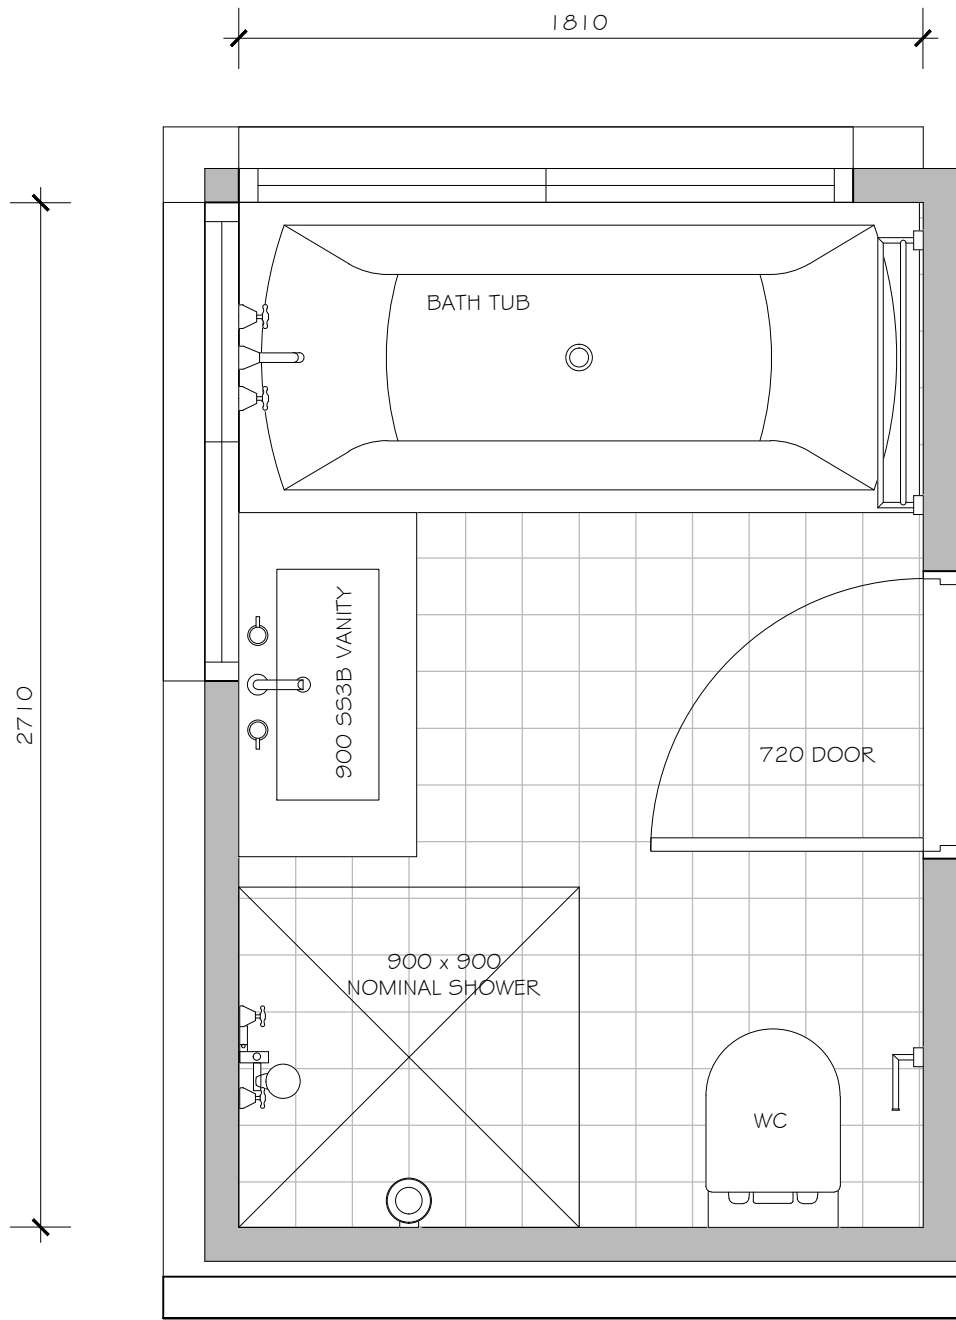 1810
BATH TUB
2710
900 SS3B VANITY
720 DOOR
900 x 900
NOMINAL SHOWER
WC